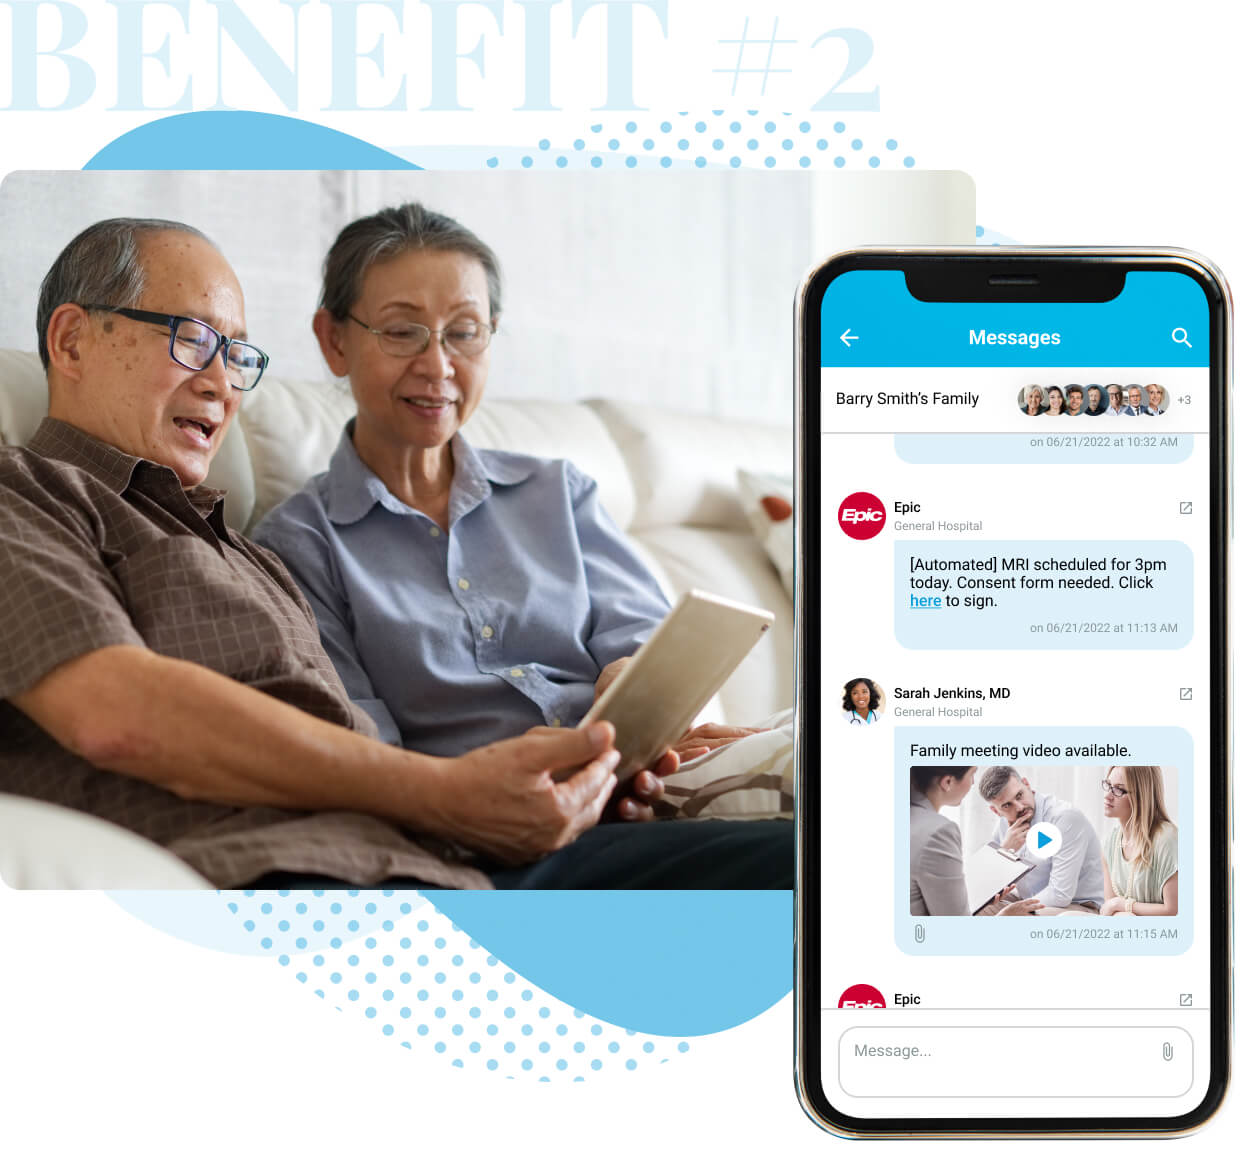 BENEFIT #2
Messages
Barry Smith's Family
+3
on 06/21/2022 at 10:32 AM
Epic
Epic
General Hospital
[Automated] MRI scheduled for 3pm
today. Consent form needed. Click
here to sign.
on 06/21/2022 at 11:13 AM
Sarah Jenkins, MD
General Hospital
Family meeting video available.
on 06/21/2022 at 11:15 AM
Epic
Epic
Message...